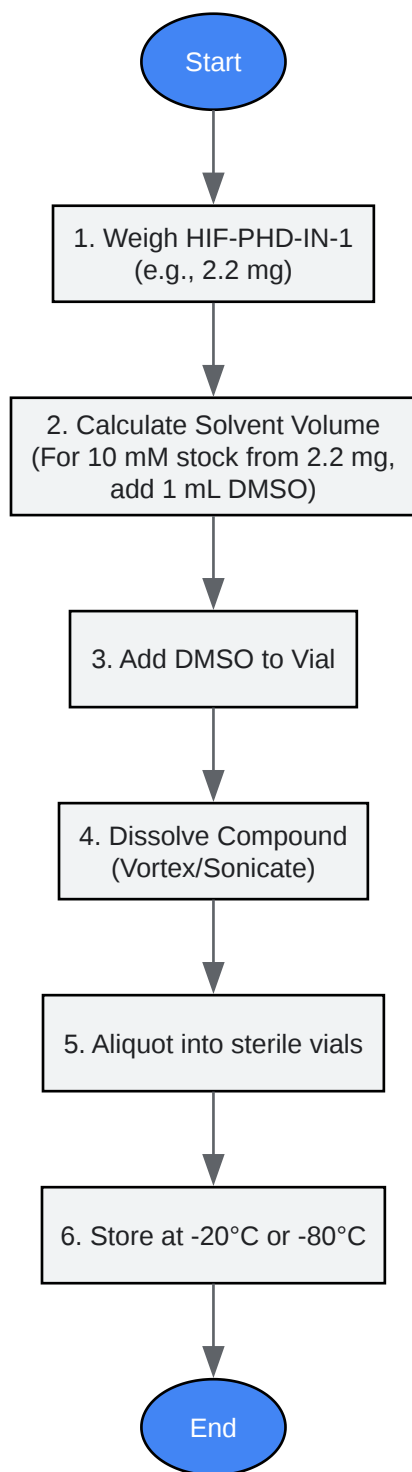 Start
1. Weigh HIF-PHD-IN-1
(e.g., 2.2 mg)
2. Calculate Solvent Volume
(For 10 mM stock from 2.2 mg,
add 1 mL DMSO)
3. Add DMSO to Vial
4. Dissolve Compound
(Vortex/Sonicate)
5. Aliquot into sterile vials
6. Store at -20°C or -80°C
End